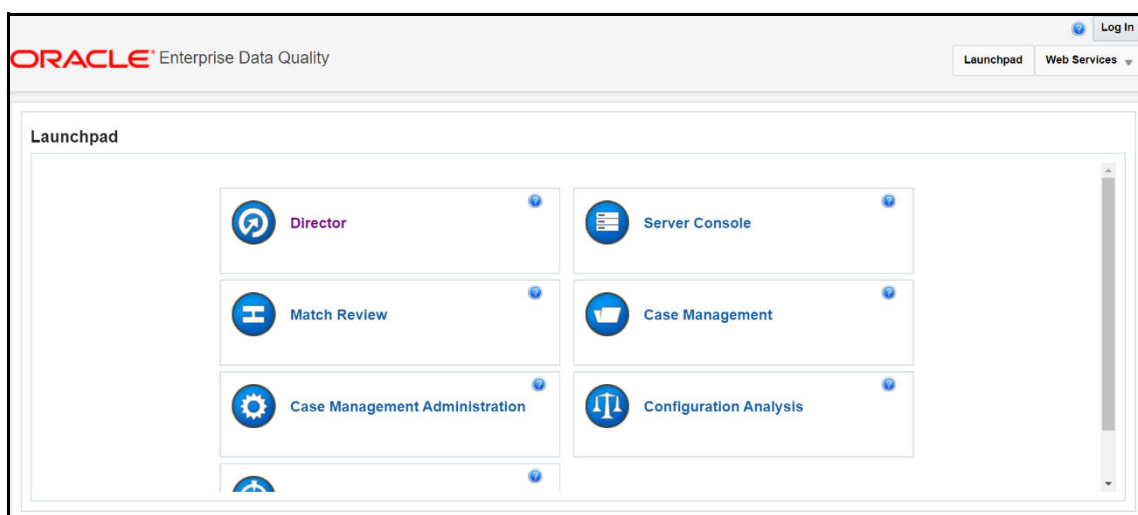 Log In
ORACLE® Enterprise Data Quality
Launchpad Web Services
Launchpad
Director Server Console
Match Review Case Management
Case Management Administration Configuration Analysis